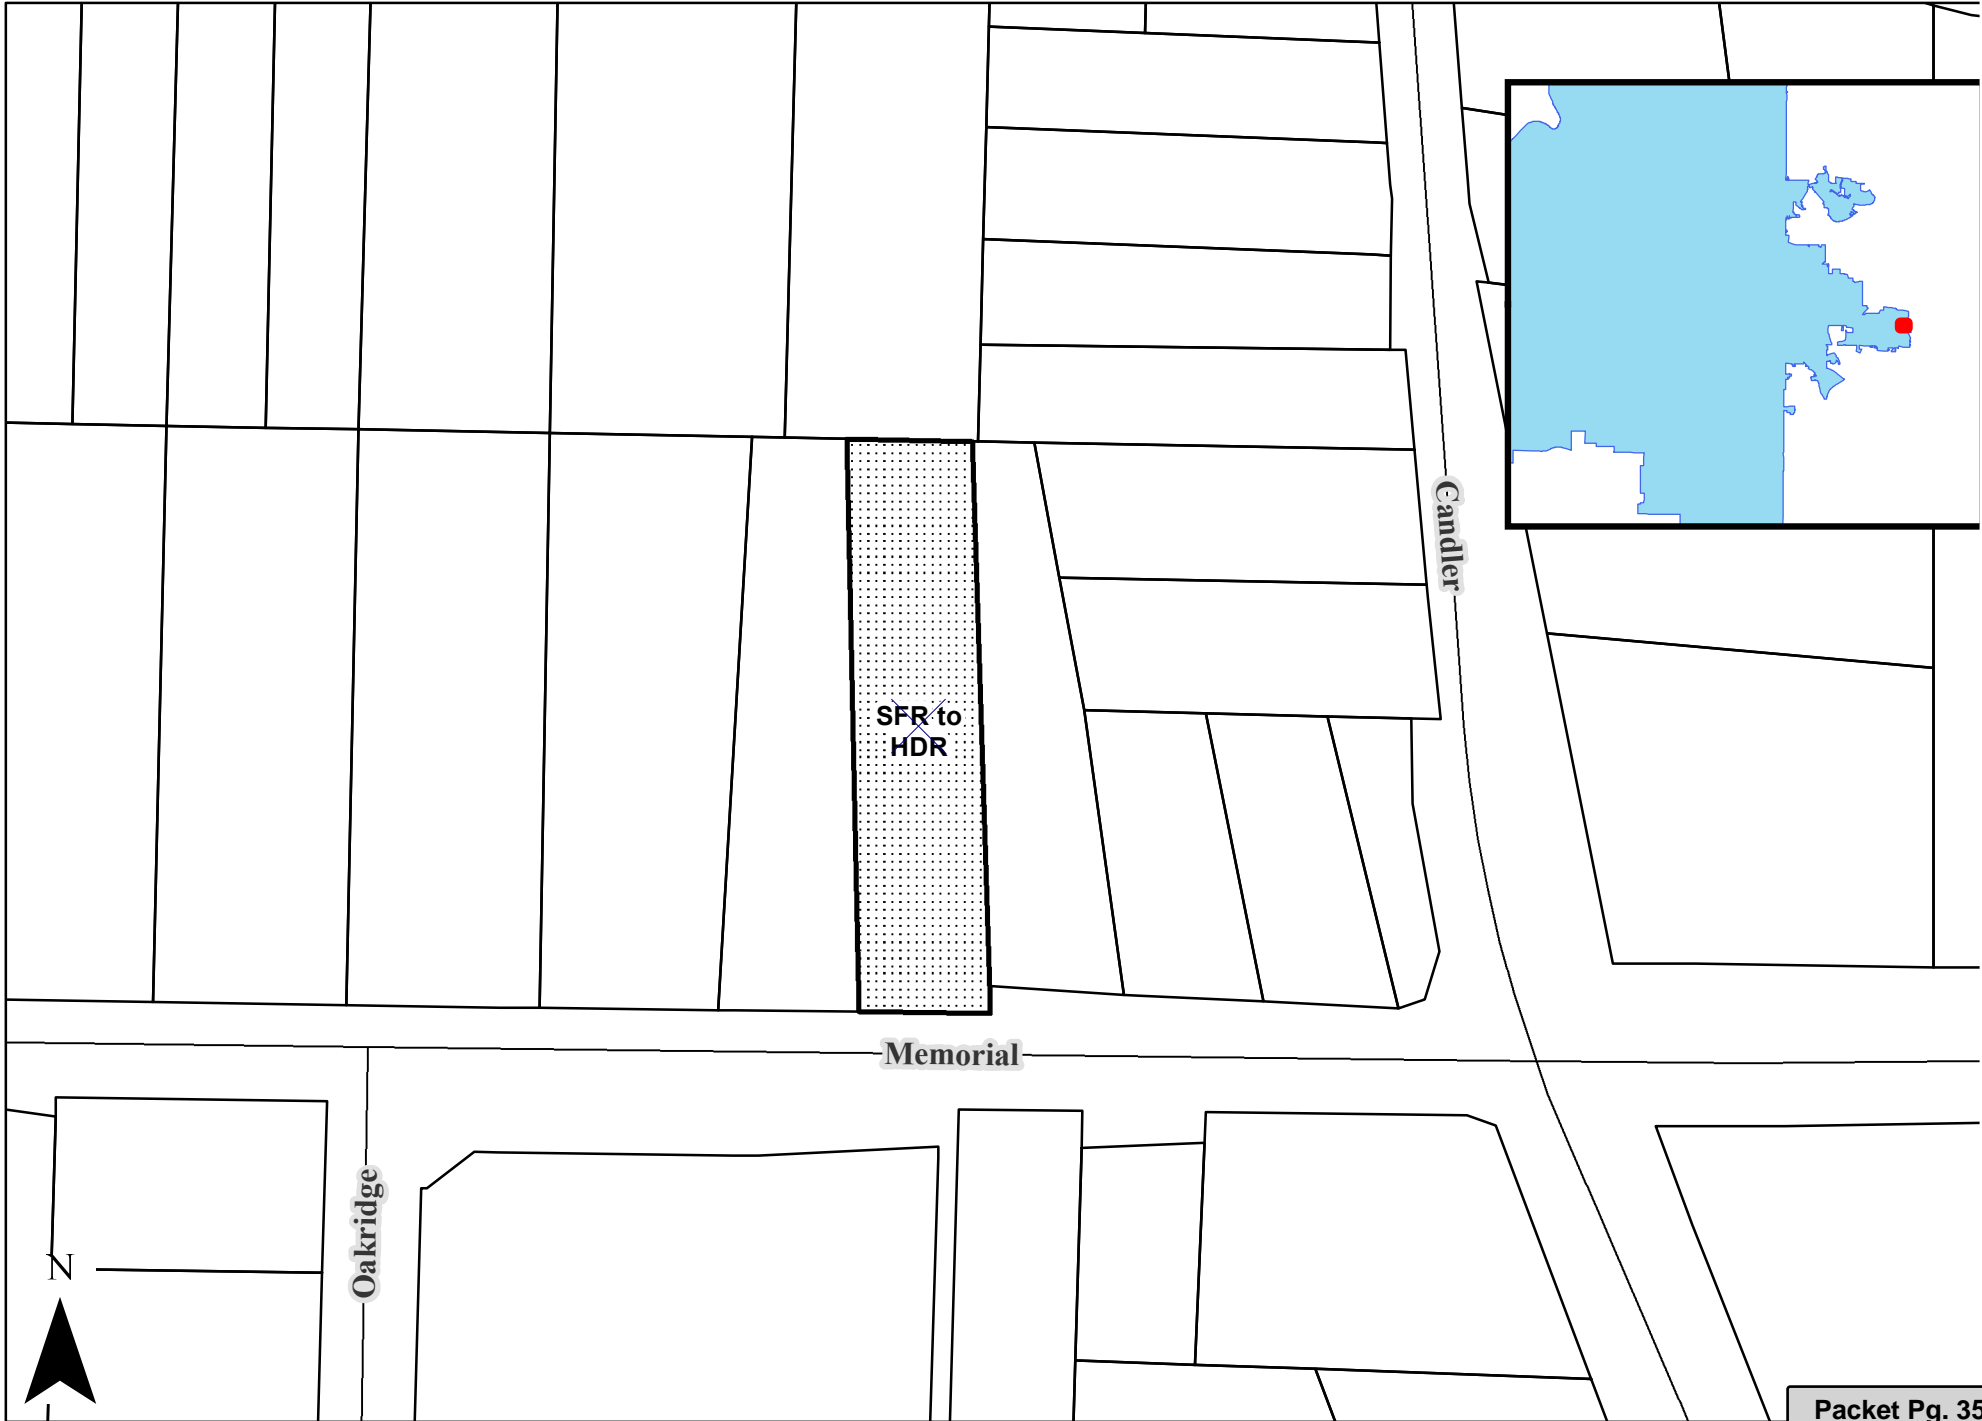 Candler
SFR to
HDR
Memorial
Oakridge
N
Packet Pg. 35